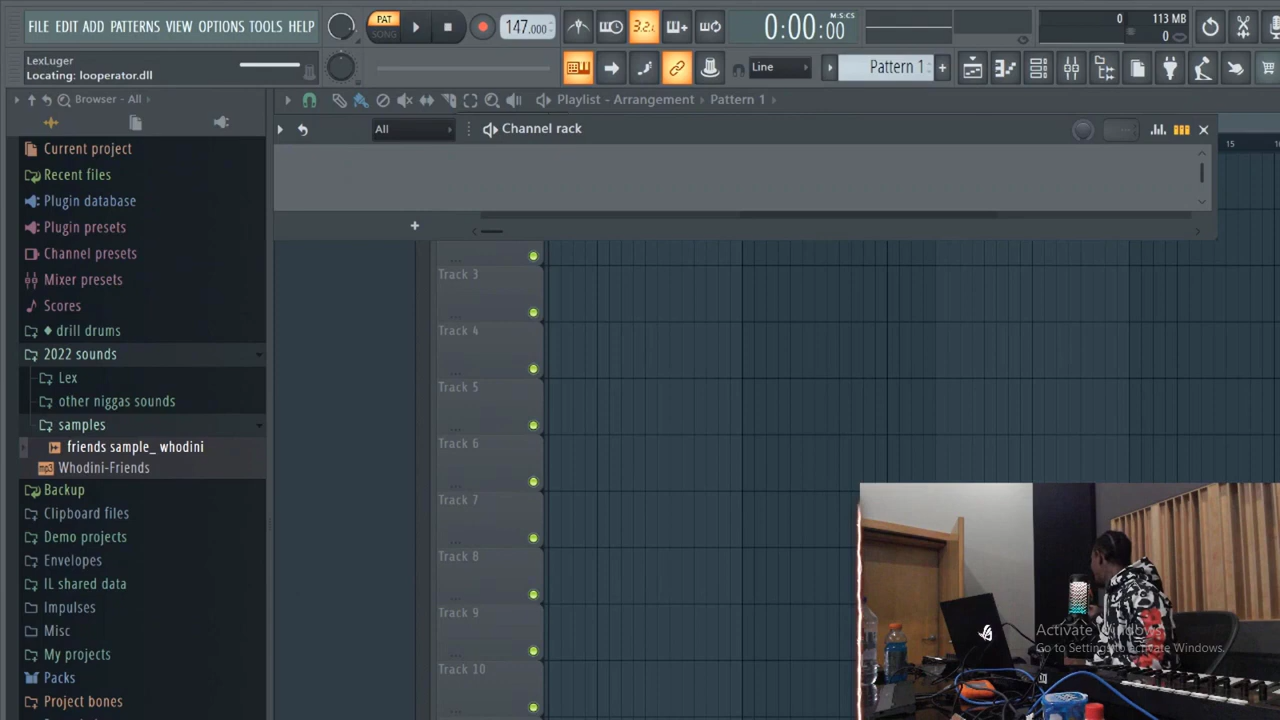 FILE EDIT ADD PATTERNS VIEW OPTIONS TOOLS HELP
PAT
SONG
147.000
3.2.
0:00:00
M:S:CS
0
113 MB
0
LexLuger
Locating: looperator.dll
Line
Pattern 1
Browser - All
Playlist - Arrangement
Pattern 1
All
Channel rack
15
Current project
Recent files
Plugin database
Plugin presets
Channel presets
Mixer presets
Scores
drill drums
2022 sounds
Lex
other niggas sounds
samples
friends sample_ whodini
mp3
Whodini-Friends
Backup
Clipboard files
Demo projects
Envelopes
IL shared data
Impulses
Misc
My projects
Packs
Project bones
Track 3
Track 4
Track 5
Track 6
Track 7
Track 8
Track 9
Track 10
Activate Windows
Go to Settings to activate Windows.